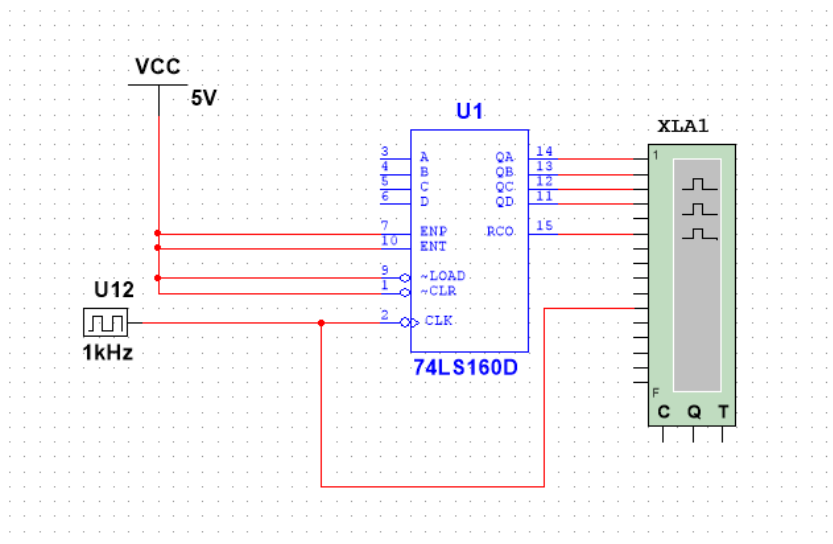 VCC
5V
U1
XLA1
3 A QA 14
4 B QB 13
5 C QC 12
6 D QD 11
7 ENP RCO 15
10 ENT
9 ~LOAD
1 ~CLR
2 CLK
74LS160D
U12
1kHz
1
F
C Q T